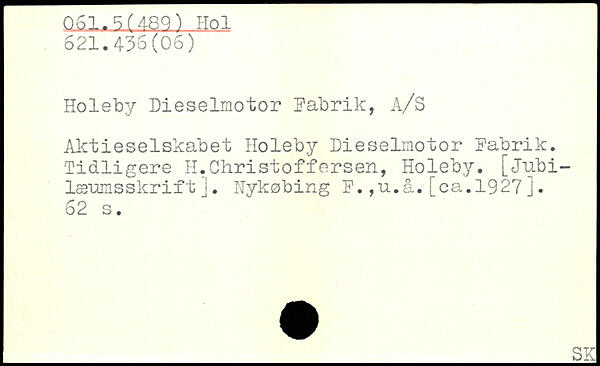 061.5(489) Hol
621.436(06)
Holeby Dieselmotor Fabrik, A/S
Aktieselskabet Holeby Dieselmotor Fabrik.
Tidligere H.Christoffersen, Holeby. [Jubi-
læumsskrift]. Nykøbing F.,u.å.[ca.1927].
62 s.
SK